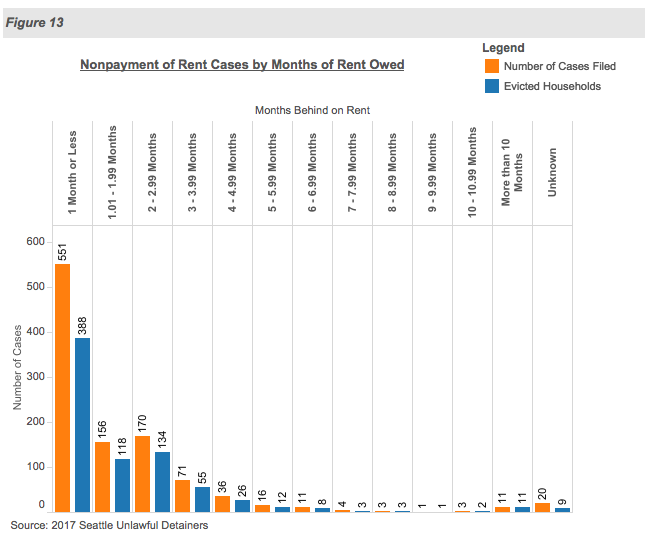 Figure 13
Legend
Nonpayment of Rent Cases by Months of Rent Owed
Number of Cases Filed
Evicted Households
Months Behind on Rent
1 Month or Less
1.01 - 1.99 Months
2 - 2.99 Months
3 - 3.99 Months
4 - 4.99 Months
5 - 5.99 Months
6 - 6.99 Months
7 - 7.99 Months
8 - 8.99 Months
9 - 9.99 Months
10 - 10.99 Months
More than 10
Months
Unknown
Number of Cases
600
500
400
300
200
100
0
551
388
156
118
170
134
71
55
36
26
16
12
11
8
4
3
3
3
1
1
3
2
11
11
20
9
Source: 2017 Seattle Unlawful Detainers